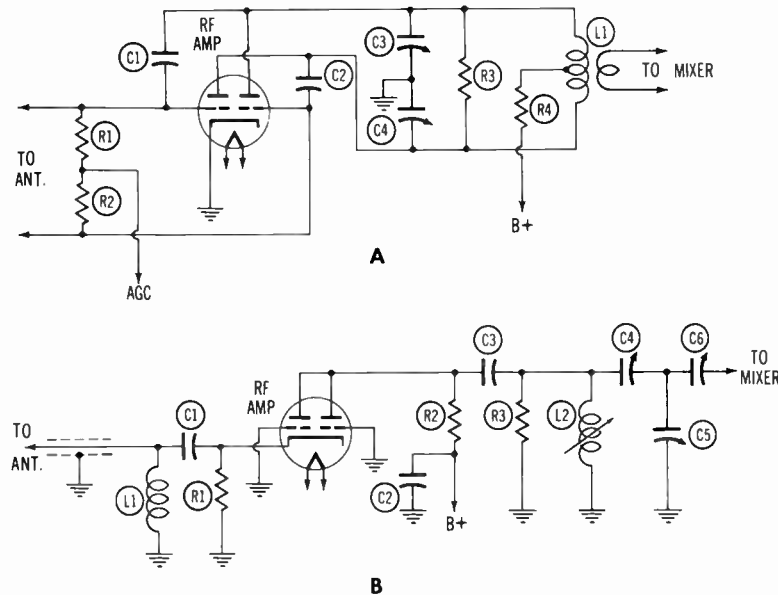 RF
AMP
C1
C2
C3
C4
R3
L1
R4
TO MIXER
TO
ANT.
R1
R2
AGC
B+
A
RF
AMP
TO
ANT.
C1
L1
R1
C2
R2
B+
C3
R3
L2
C4
C5
C6
TO
MIXER
B